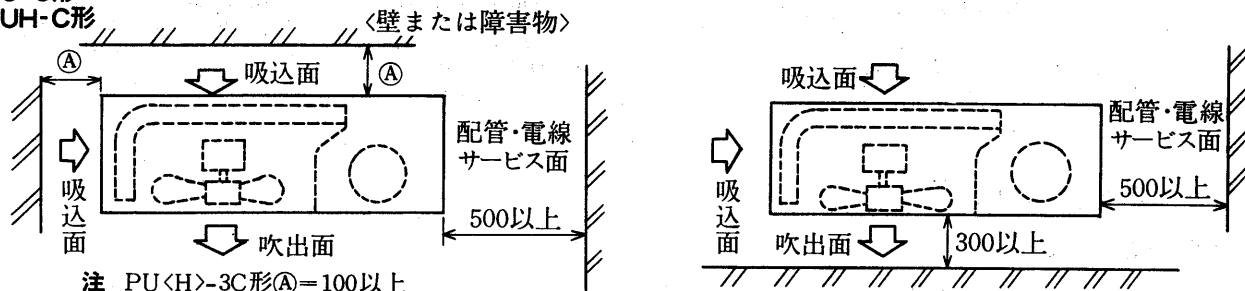 UH-C形
〈壁または障害物〉
Ⓐ
吸込面
Ⓐ
吸込面
配管・電線
サービス面
500以上
吹出面
注 PU〈H〉-3C形Ⓐ=100以上
吸込面
吸込面
配管・電線
サービス面
500以上
吹出面
300以上